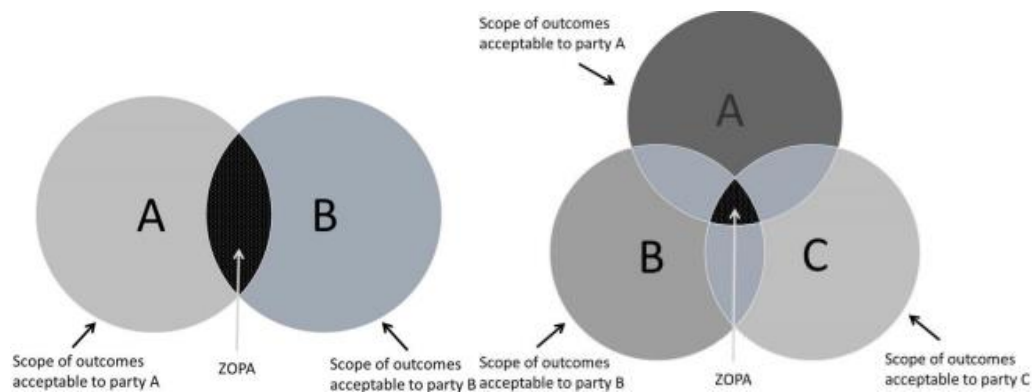 A
B
Scope of outcomes
acceptable to party A
ZOPA
Scope of outcomes
acceptable to party B
Scope of outcomes
acceptable to party A
A
B
C
Scope of outcomes
acceptable to party B
ZOPA
Scope of outcomes
acceptable to party C